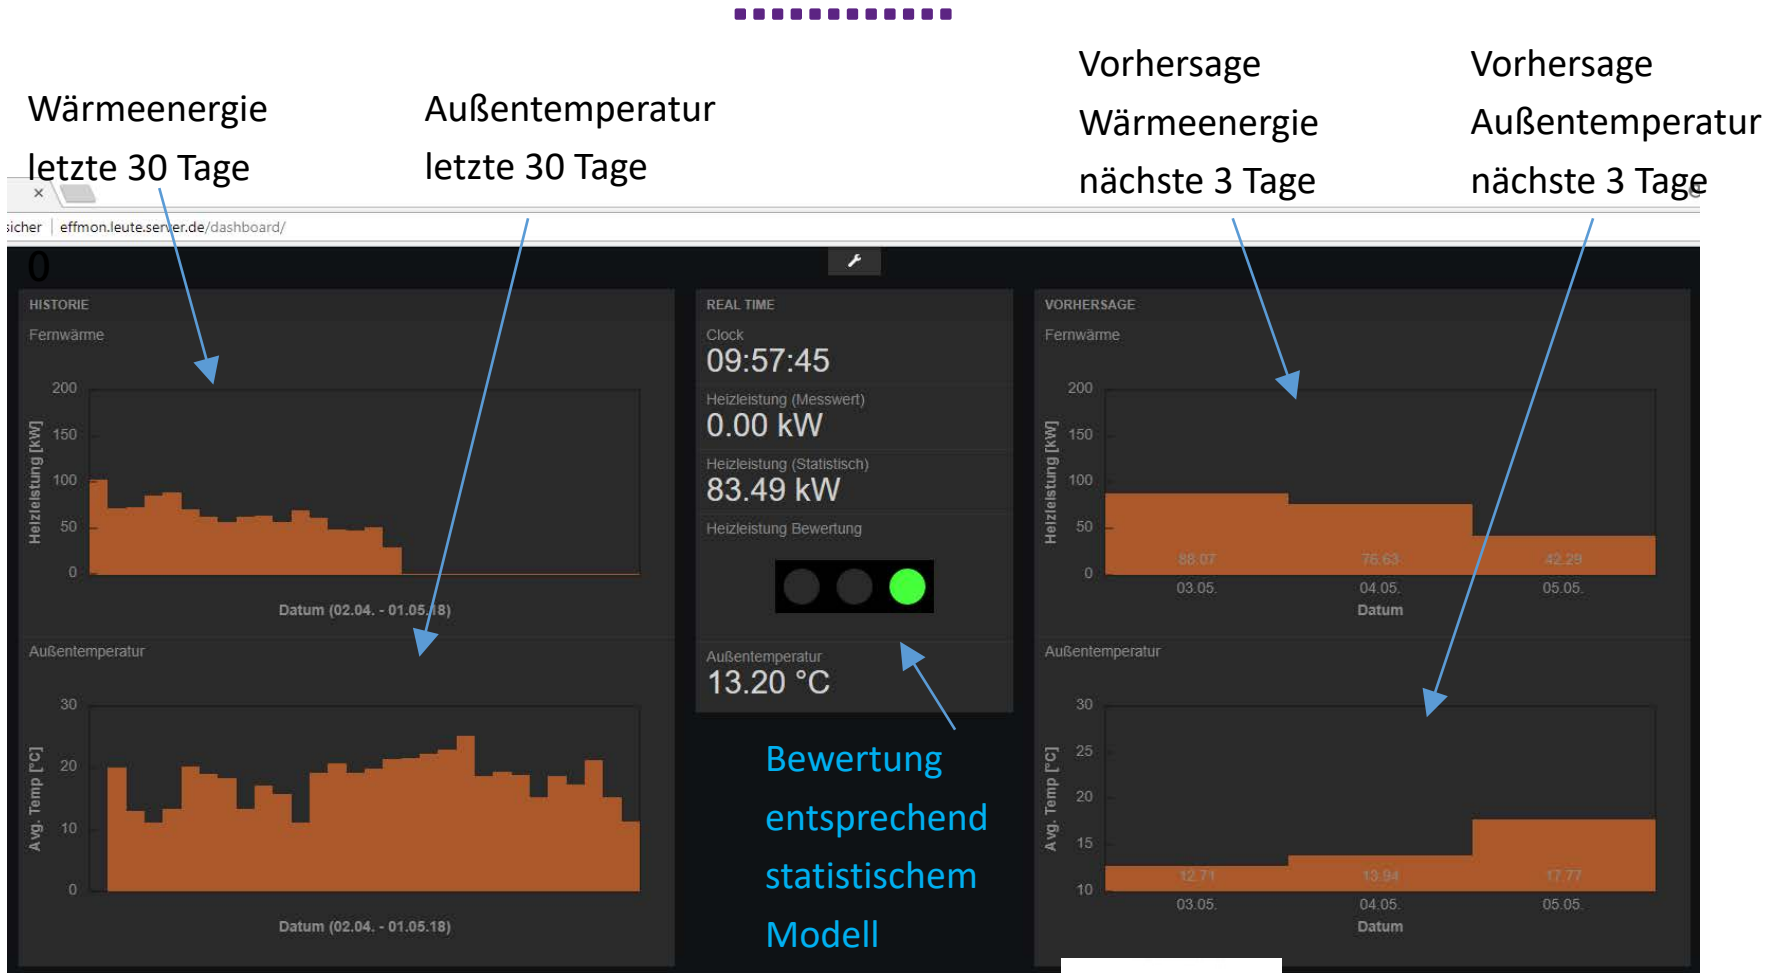 Wärmeenergie
letzte 30 Tage
Außentemperatur
letzte 30 Tage
Vorhersage
Wärmeenergie
nächste 3 Tage
Vorhersage
Außentemperatur
nächste 3 Tage
sicher | effmon.leute.server.de/dashboard/
0
HISTORIE
Fernwärme
200
150
100
50
0
Heizleistung [kW]
Datum (02.04. - 01.05.18)
Außentemperatur
30
20
10
0
Avg. Temp [°C]
Datum (02.04. - 01.05.18)
REAL TIME
Clock
09:57:45
Heizleistung (Messwert)
0.00 kW
Heizleistung (Statistisch)
83.49 kW
Heizleistung Bewertung
Außentemperatur
13.20 °C
Bewertung
entsprechend
statistischem
Modell
VORHERSAGE
Fernwärme
200
150
100
50
0
Heizleistung [kW]
88.07 76.63 42.29
03.05. 04.05. 05.05.
Datum
Außentemperatur
30
25
20
15
10
Avg. Temp [°C]
12.71 13.94 17.77
03.05. 04.05. 05.05.
Datum